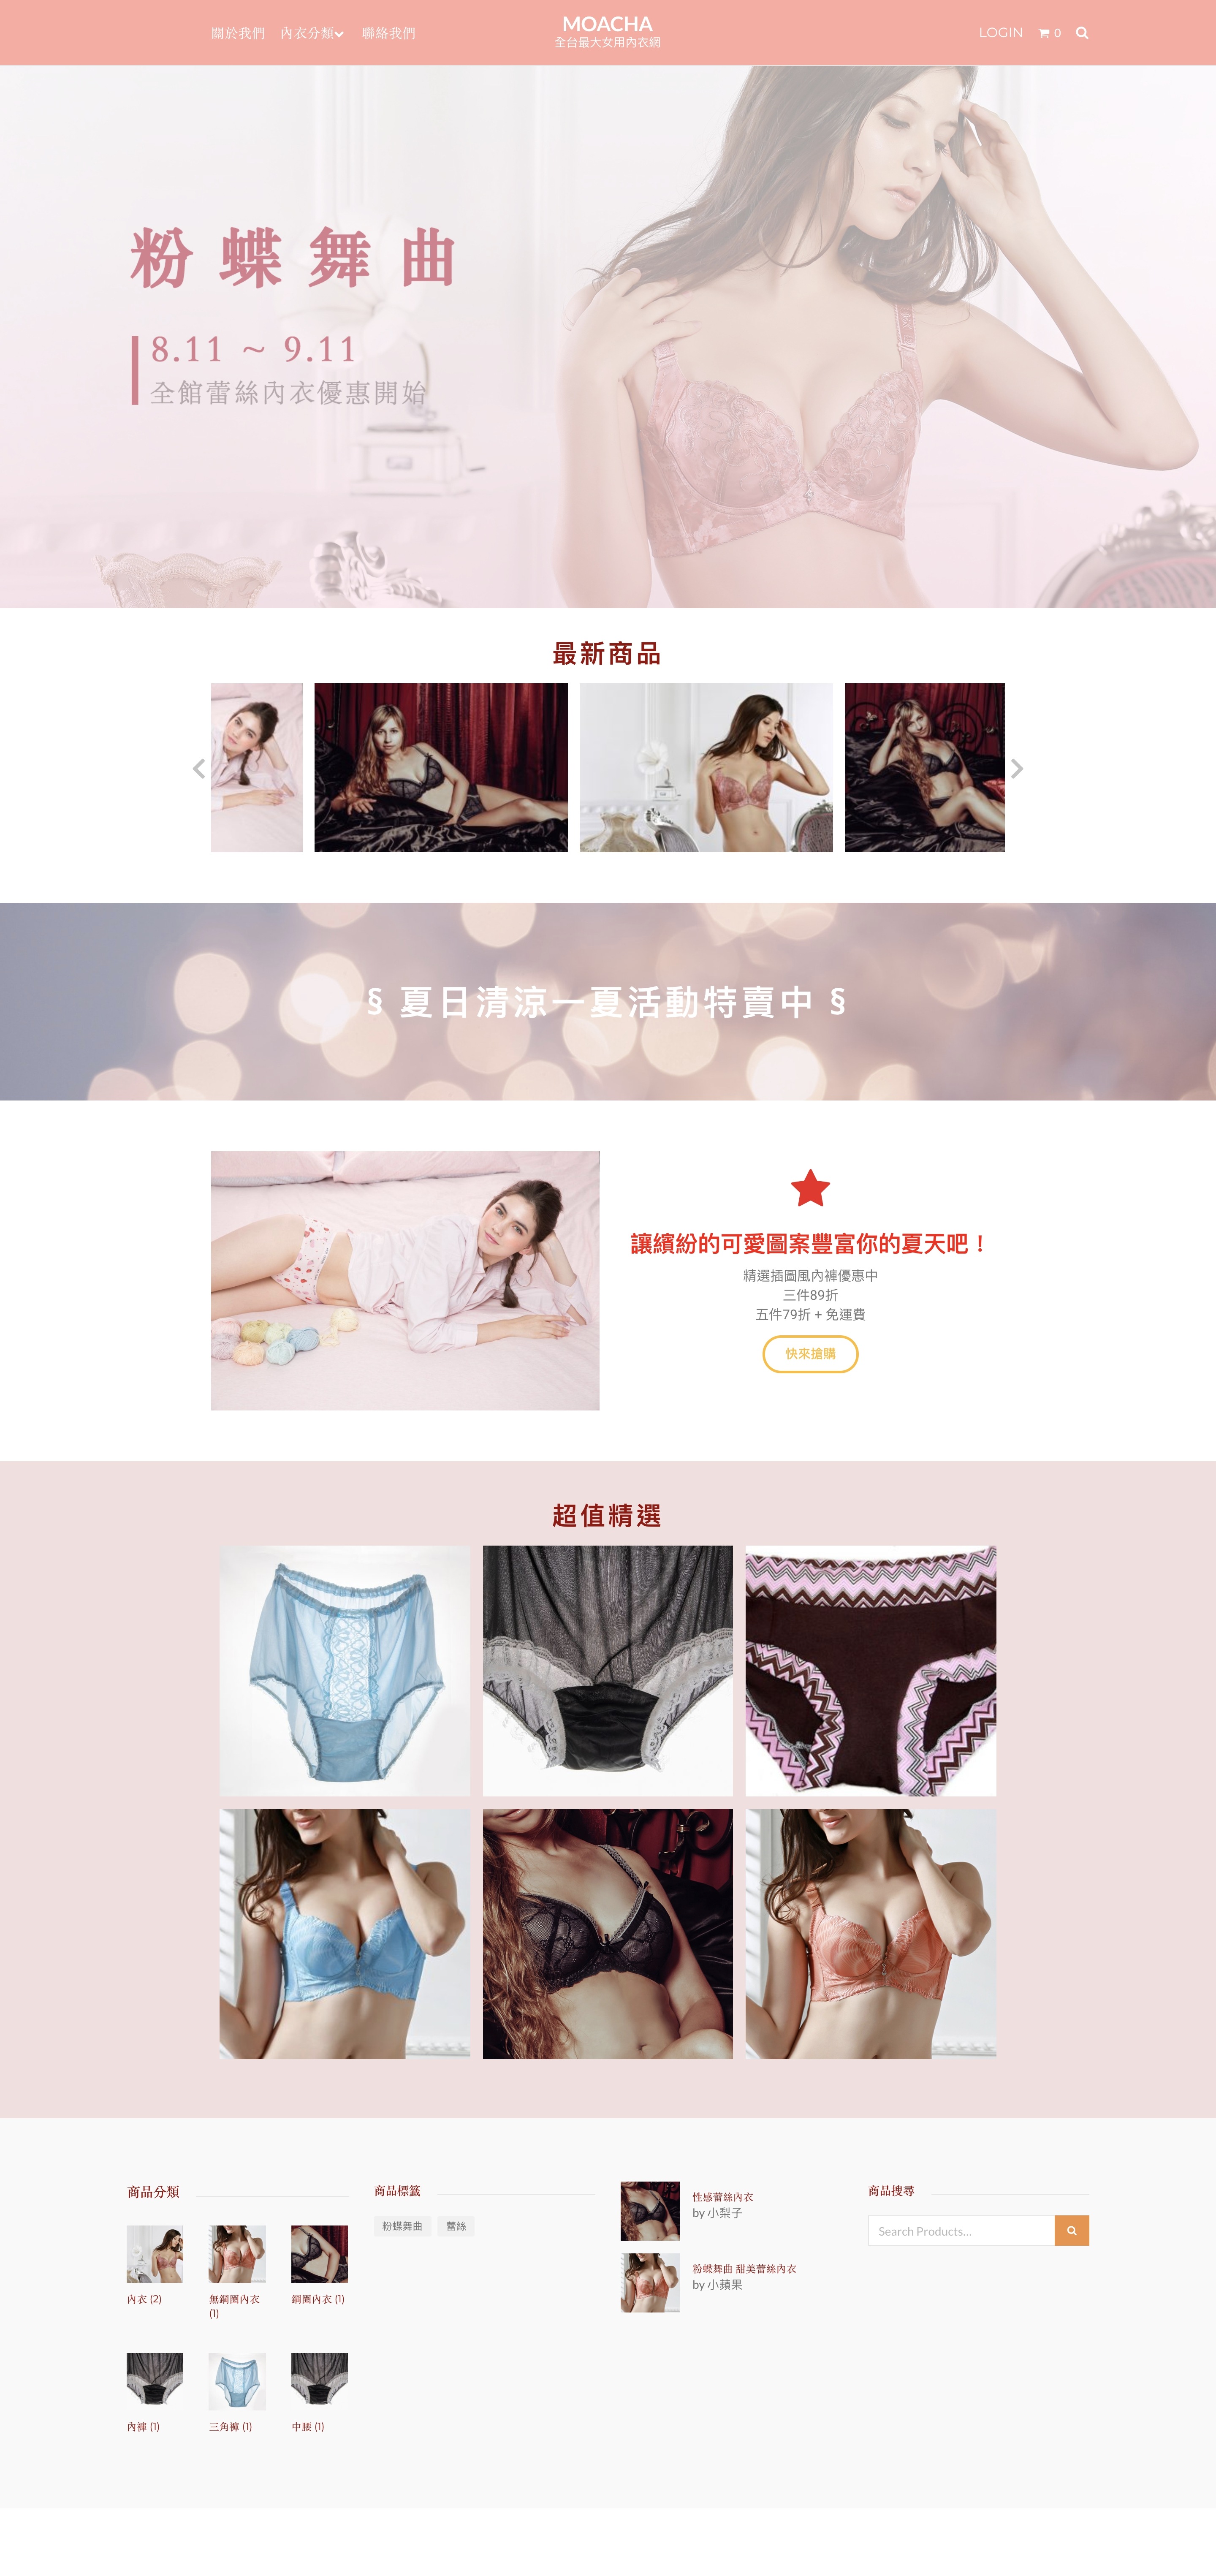 關於我們 內衣分類 聯絡我們
MOACHA
全台最大女用內衣網
LOGIN 0
粉蝶舞曲
8.11 ~ 9.11
全館蕾絲內衣優惠開始
最新商品
§ 夏日清涼一夏活動特賣中 §
讓繽紛的可愛圖案豐富你的夏天吧！
精選插圖風內褲優惠中
三件89折
五件79折 + 免運費
快來搶購
超值精選
商品分類
內衣 (2)
無鋼圈內衣
(1)
鋼圈內衣 (1)
內褲 (1)
三角褲 (1)
中腰 (1)
商品標籤
粉蝶舞曲 蕾絲
性感蕾絲內衣
by 小梨子
粉蝶舞曲 甜美蕾絲內衣
by 小蘋果
商品搜尋
Search Products...